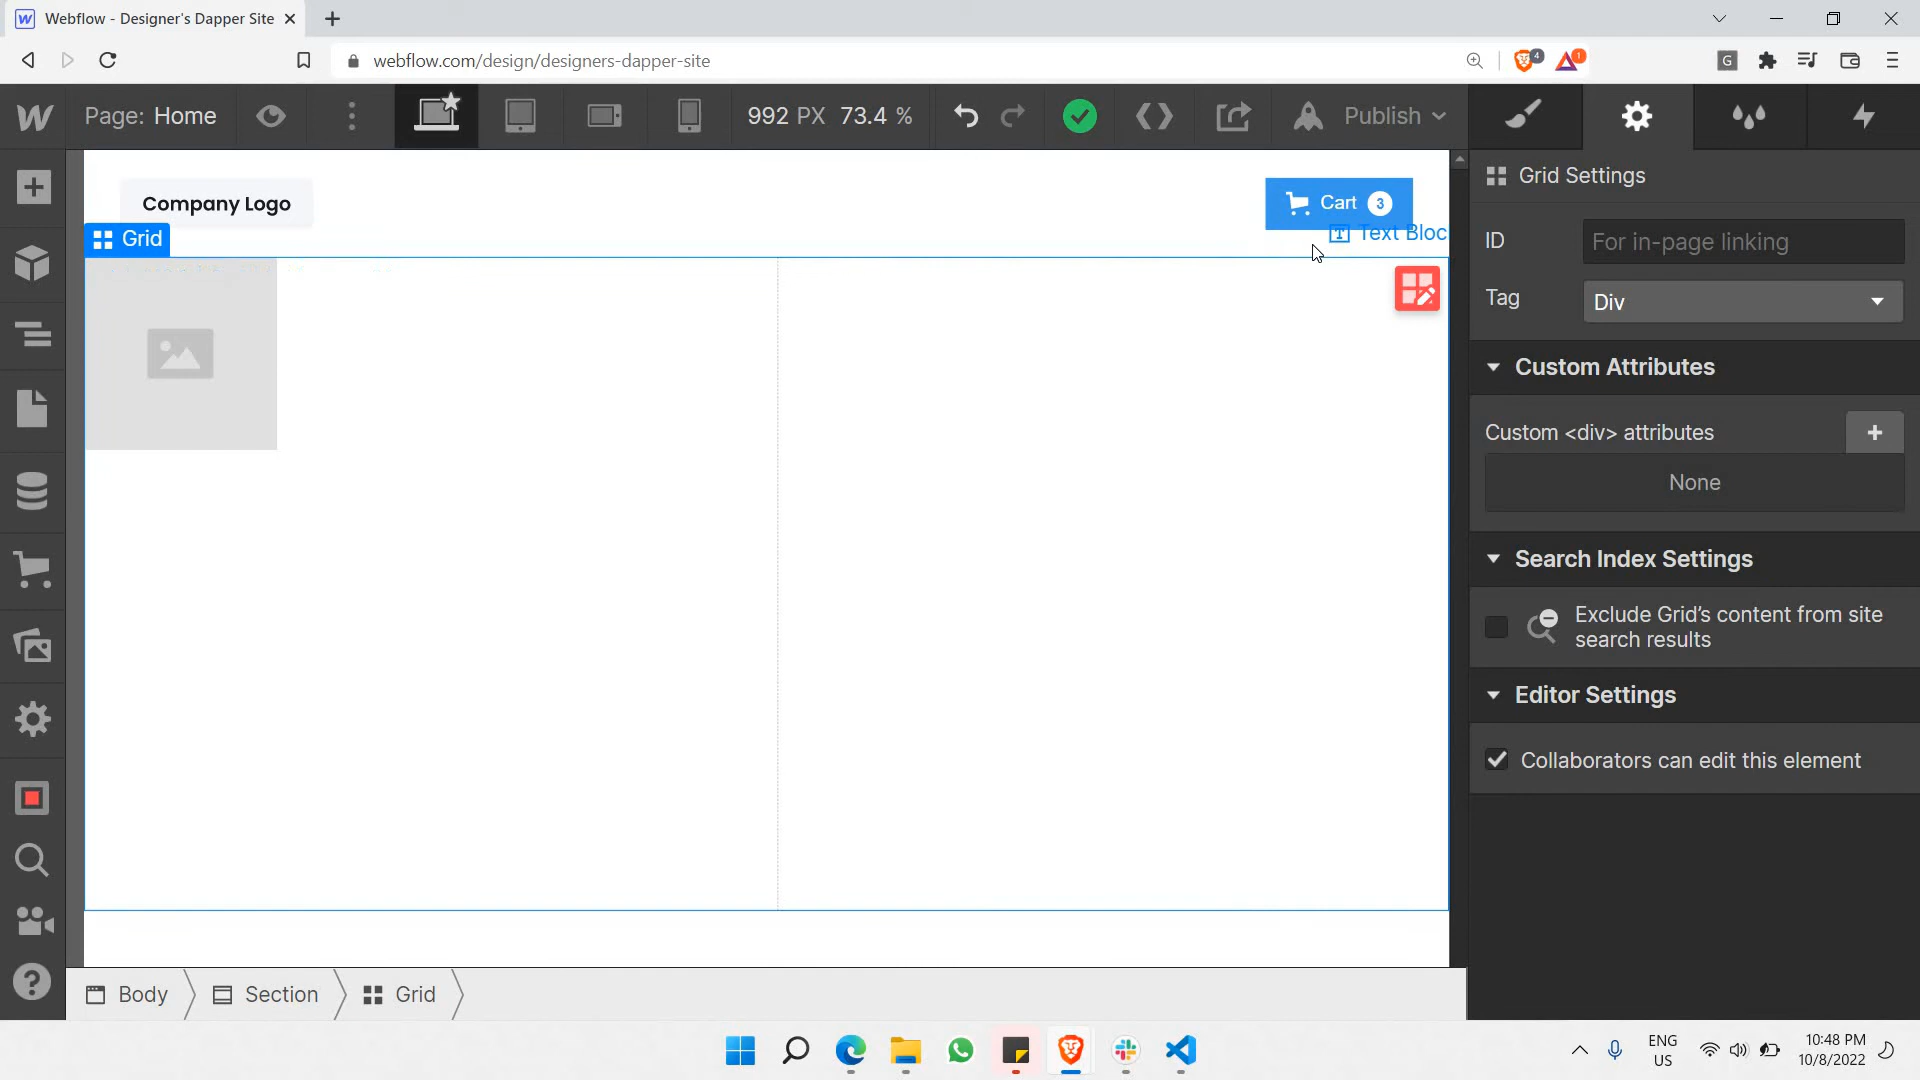 Webflow - Designer's Dapper Site
webflow.com/design/designers-dapper-site
4
1
G
Page: Home
992 PX 73.4 %
Publish
Company Logo
Cart 3
Grid
Text Bloc
Grid Settings
ID
For in-page linking
Tag
Div
Custom Attributes
Custom <div> attributes
None
Search Index Settings
Exclude Grid's content from site
search results
Editor Settings
Collaborators can edit this element
Body
Section
Grid
ENG
US
10:48 PM
10/8/2022